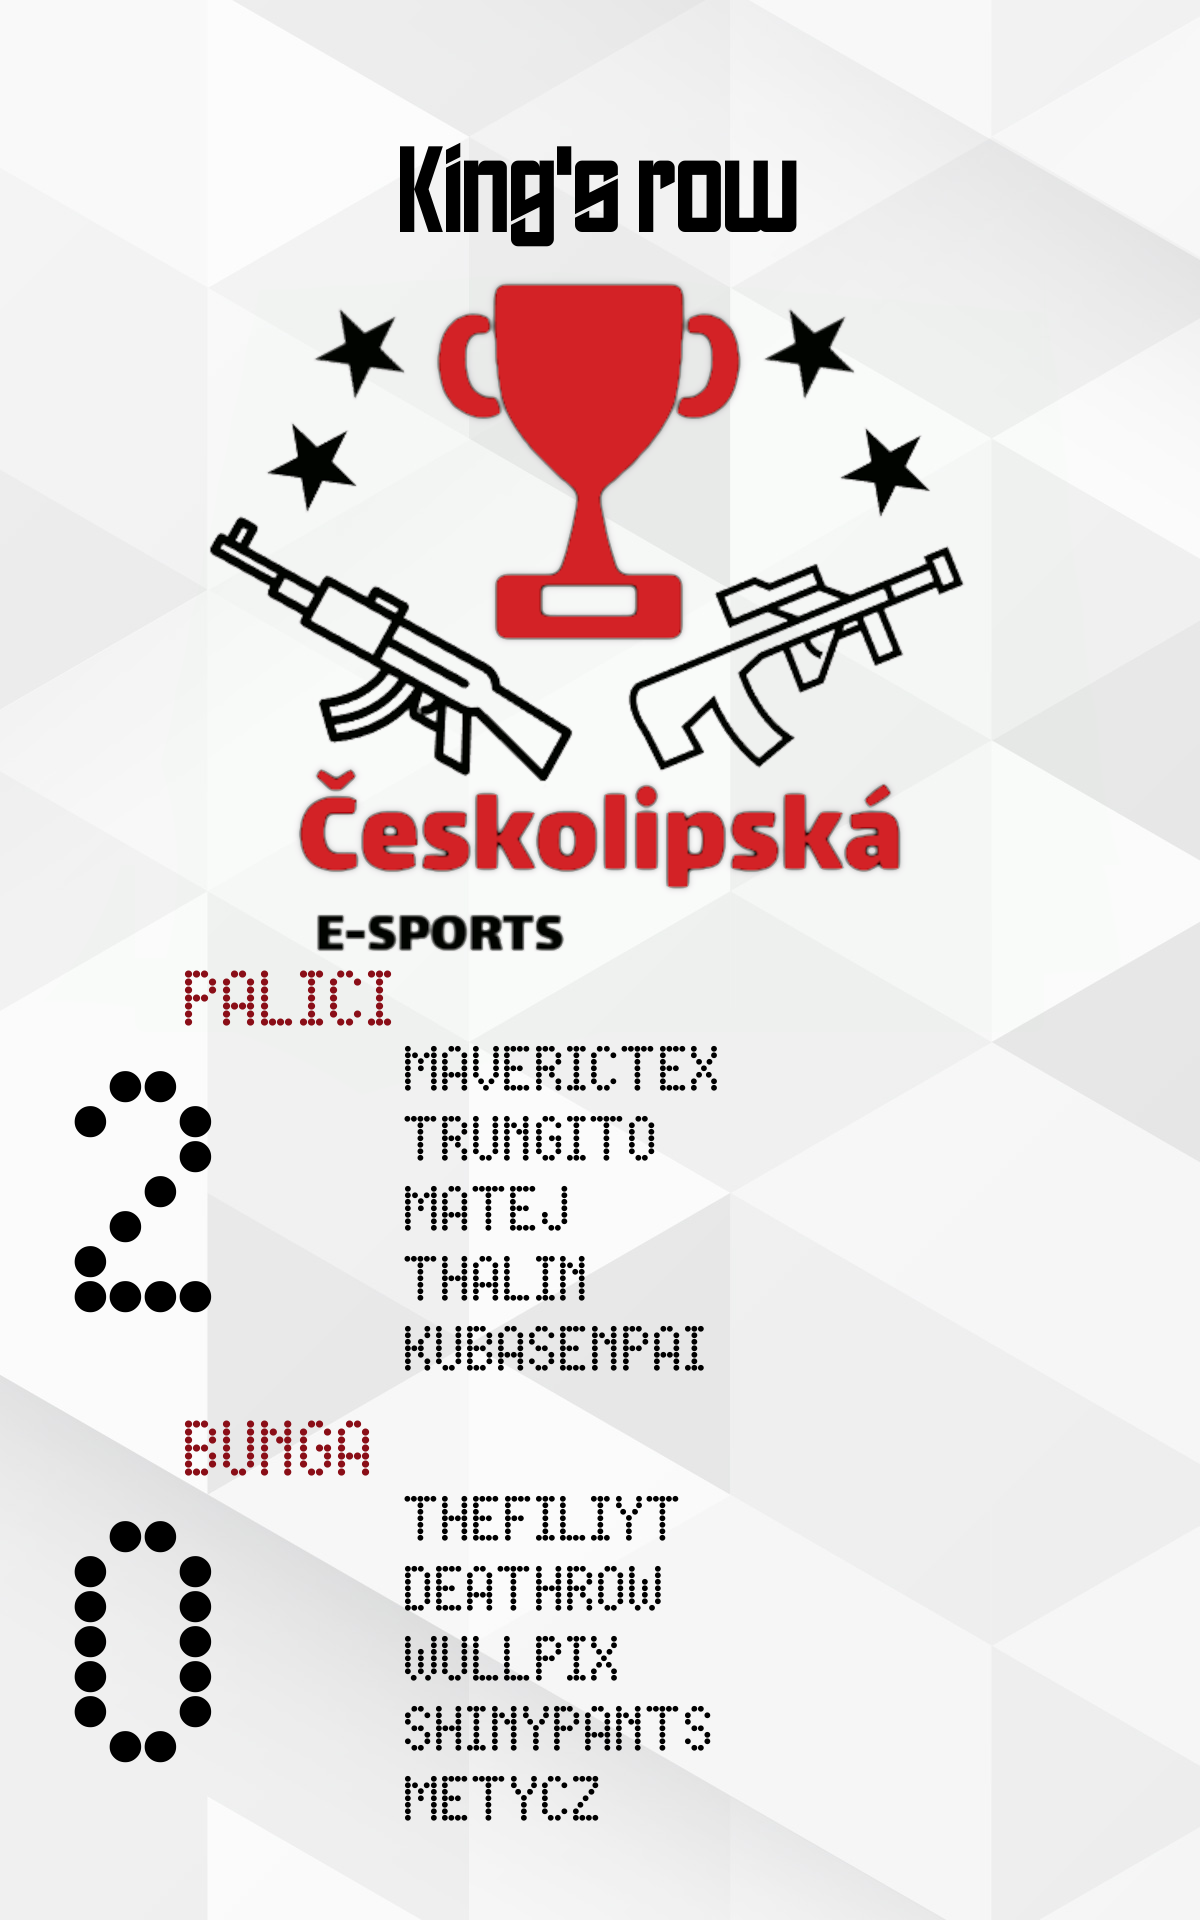 King's row
Českolipská
E-SPORTS
PALICI
2
MAVERICTEX
TRUNGITO
MATEJ
THALIN
KUBASENPAI
BUNGA
0
THEFILIYT
DEATHROW
WULLPIX
SHINYPANTS
METYCZ